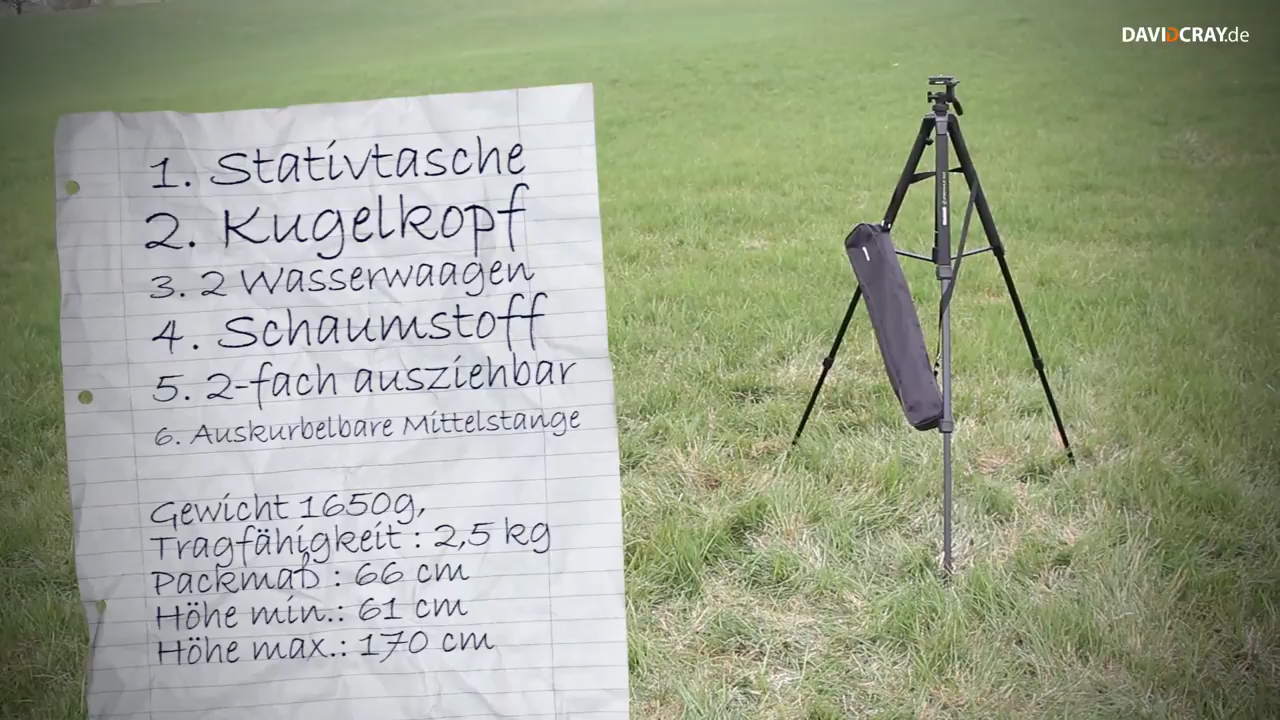 DAVIDCRAY.de
1. Stativtasche
2. Kugelkopf
3. 2 Wasserwaagen
4. Schaumstoff
5. 2-fach ausziehbar
6. Auskurbelbare Mittelstange
Gewicht 1650g,
Tragfähigkeit : 2,5 kg
Packmaß : 66 cm
Höhe min.: 61 cm
Höhe max.: 170 cm